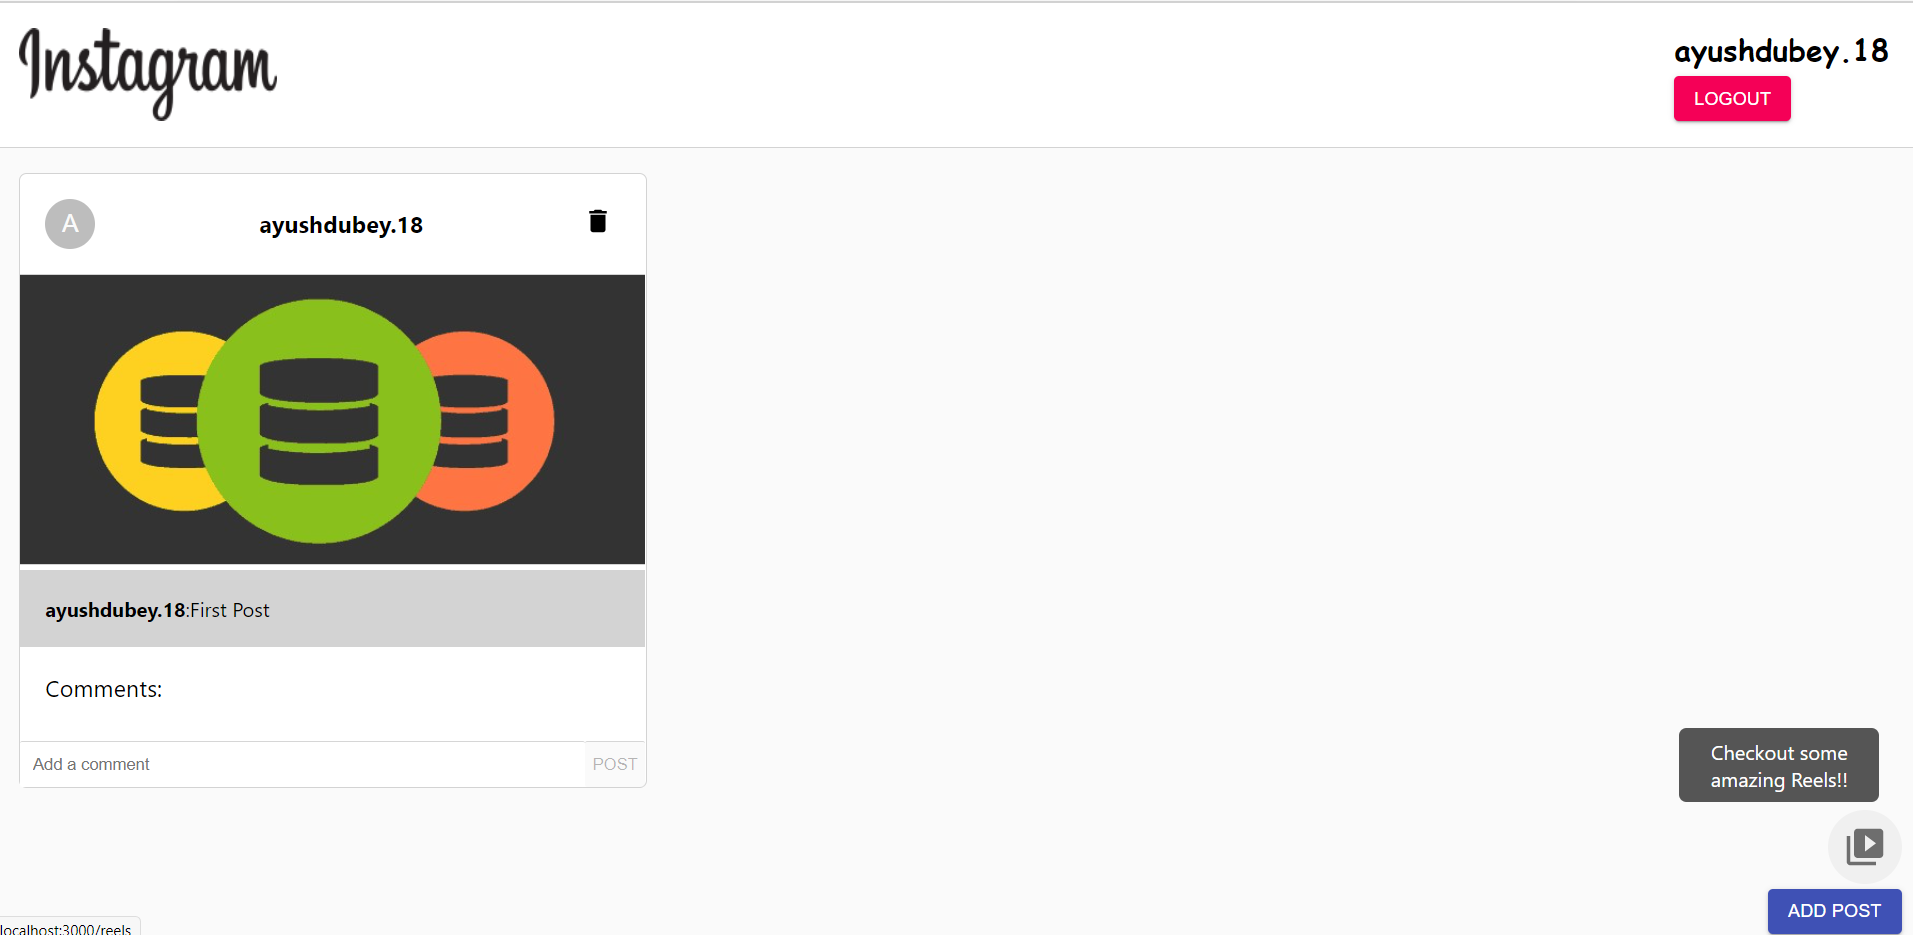 Instagram
ayushdubey.18
LOGOUT
A
ayushdubey.18
ayushdubey.18:First Post
Comments:
Add a comment
POST
Checkout some
amazing Reels!!
ADD POST
localhost:3000/reels